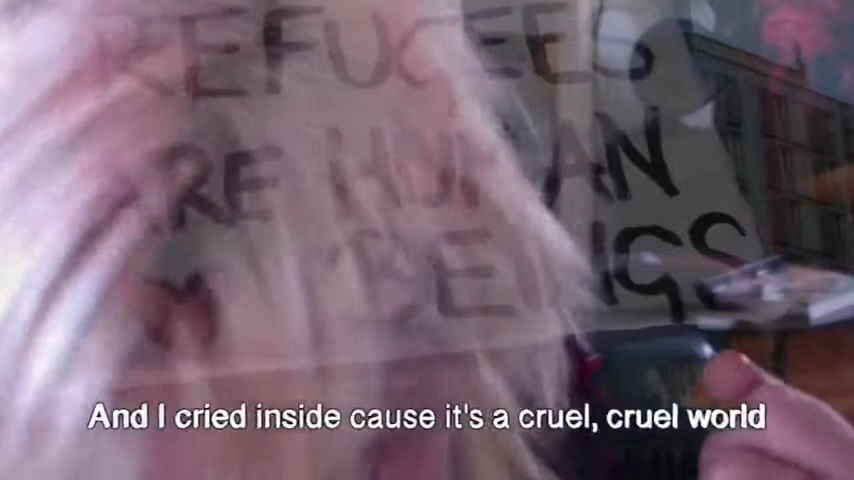 REFUGEES
ARE HUMAN
BEINGS
And I cried inside cause it's a cruel, cruel world